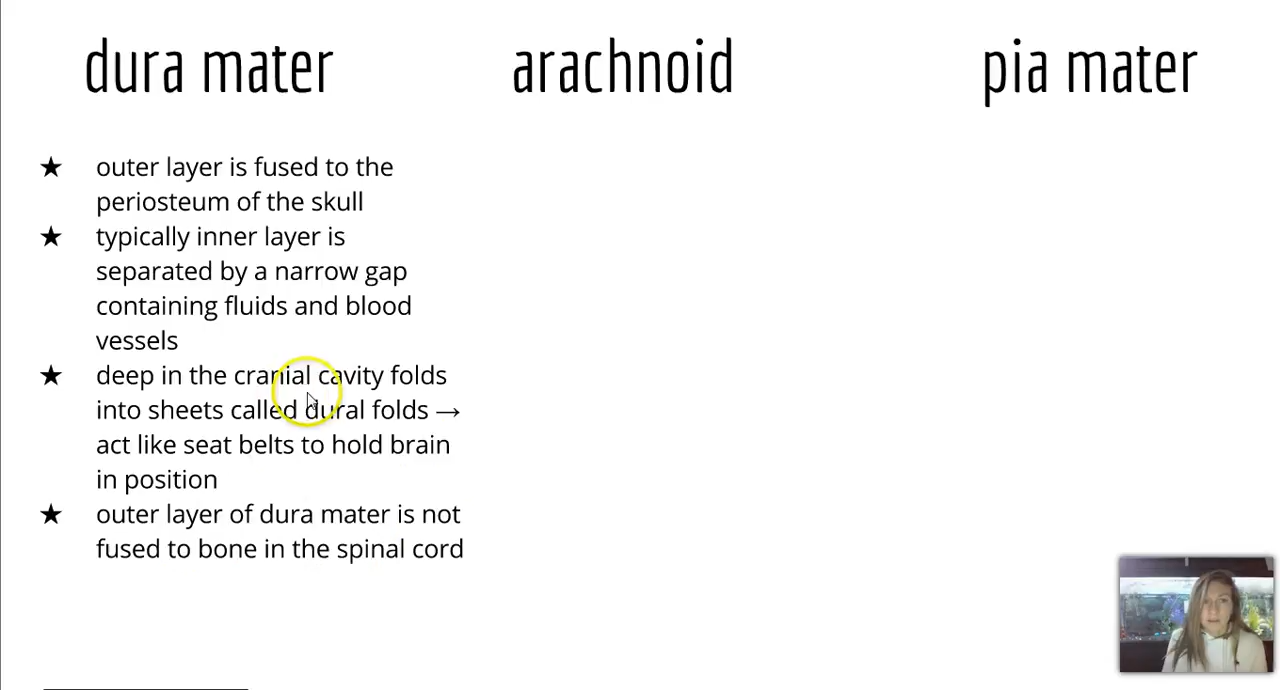 dura mater
arachnoid
pia mater
★ outer layer is fused to the
periosteum of the skull
★ typically inner layer is
separated by a narrow gap
containing fluids and blood
vessels
★ deep in the cranial cavity folds
into sheets called dural folds →
act like seat belts to hold brain
in position
★ outer layer of dura mater is not
fused to bone in the spinal cord